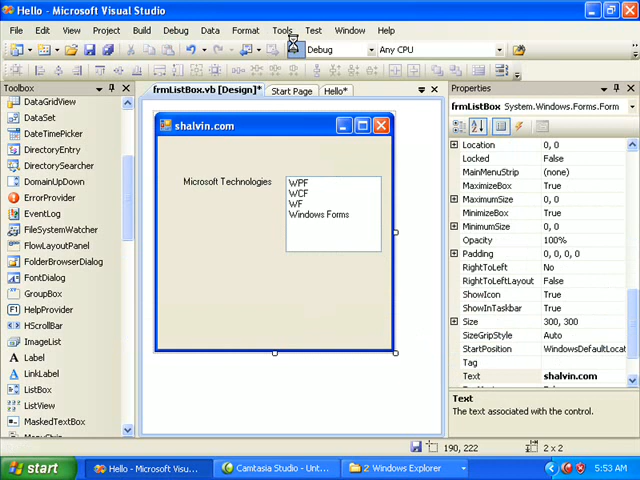 Hello - Microsoft Visual Studio
File Edit View Project Build Debug Data Format Tools Test Window Help
Debug Any CPU
Toolbox
DataGridView
DataSet
DateTimePicker
DirectoryEntry
DirectorySearcher
DomainUpDown
ErrorProvider
EventLog
FileSystemWatcher
FlowLayoutPanel
FolderBrowserDialog
FontDialog
GroupBox
HelpProvider
HScrollBar
ImageList
Label
LinkLabel
ListBox
ListView
MaskedTextBox
frmListBox.vb [Design]* Start Page Hello*
shalvin.com
Microsoft Technologies
WPF
WCF
WF
Windows Forms
Properties
frmListBox System.Windows.Forms.Form
Location 0, 0
Locked False
MainMenuStrip (none)
MaximizeBox True
MaximumSize 0, 0
MinimizeBox True
MinimumSize 0, 0
Opacity 100%
Padding 0, 0, 0, 0
RightToLeft No
RightToLeftLayout False
ShowIcon True
ShowInTaskbar True
Size 300, 300
SizeGripStyle Auto
StartPosition WindowsDefaultLocat
Tag
Text shalvin.com
Text
The text associated with the control.
190, 222 2 x 2
start Hello - Microsoft Visu... Camtasia Studio - Unt... 2 Windows Explorer 5:53 AM